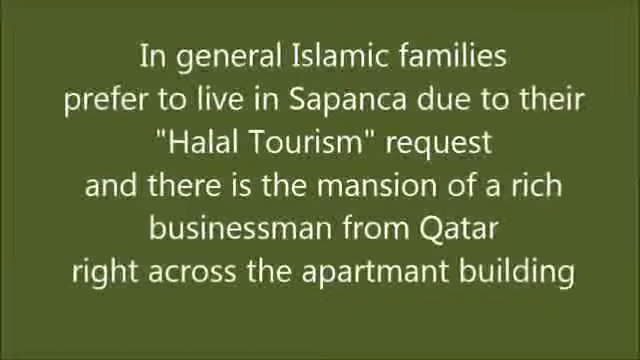 In general Islamic families
prefer to live in Sapanca due to their
"Halal Tourism" request
and there is the mansion of a rich
businessman from Qatar
right across the apartmant building